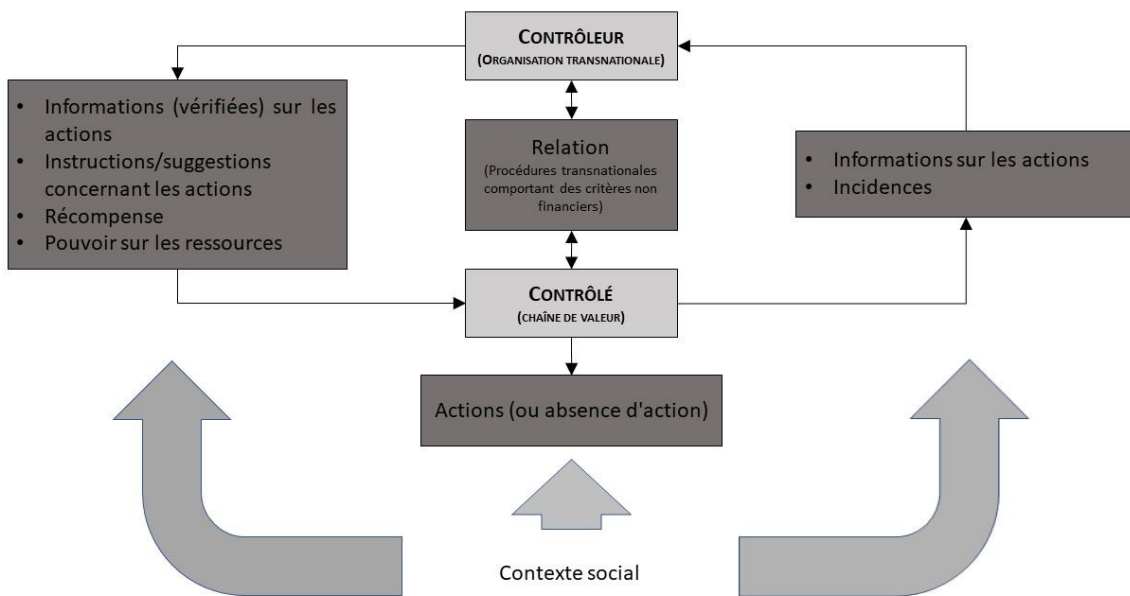 CONTRÔLEUR
(ORGANISATION TRANSNATIONALE)
• Informations (vérifiées) sur les
actions
• Instructions/suggestions
concernant les actions
• Récompense
• Pouvoir sur les ressources
Relation
(Procédures transnationales
comportant des critères non
financiers)
• Informations sur les actions
• Incidences
CONTRÔLÉ
(CHAÎNE DE VALEUR)
Actions (ou absence d'action)
Contexte social